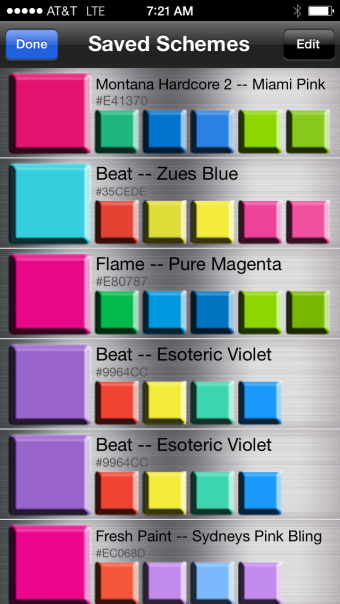 AT&T LTE 7:21 AM
Done Saved Schemes Edit
Montana Hardcore 2 -- Miami Pink
#E41370
Beat -- Zues Blue
#35CEDE
Flame -- Pure Magenta
#E80787
Beat -- Esoteric Violet
#9964CC
Beat -- Esoteric Violet
#9964CC
Fresh Paint -- Sydneys Pink Bling
#EC068D